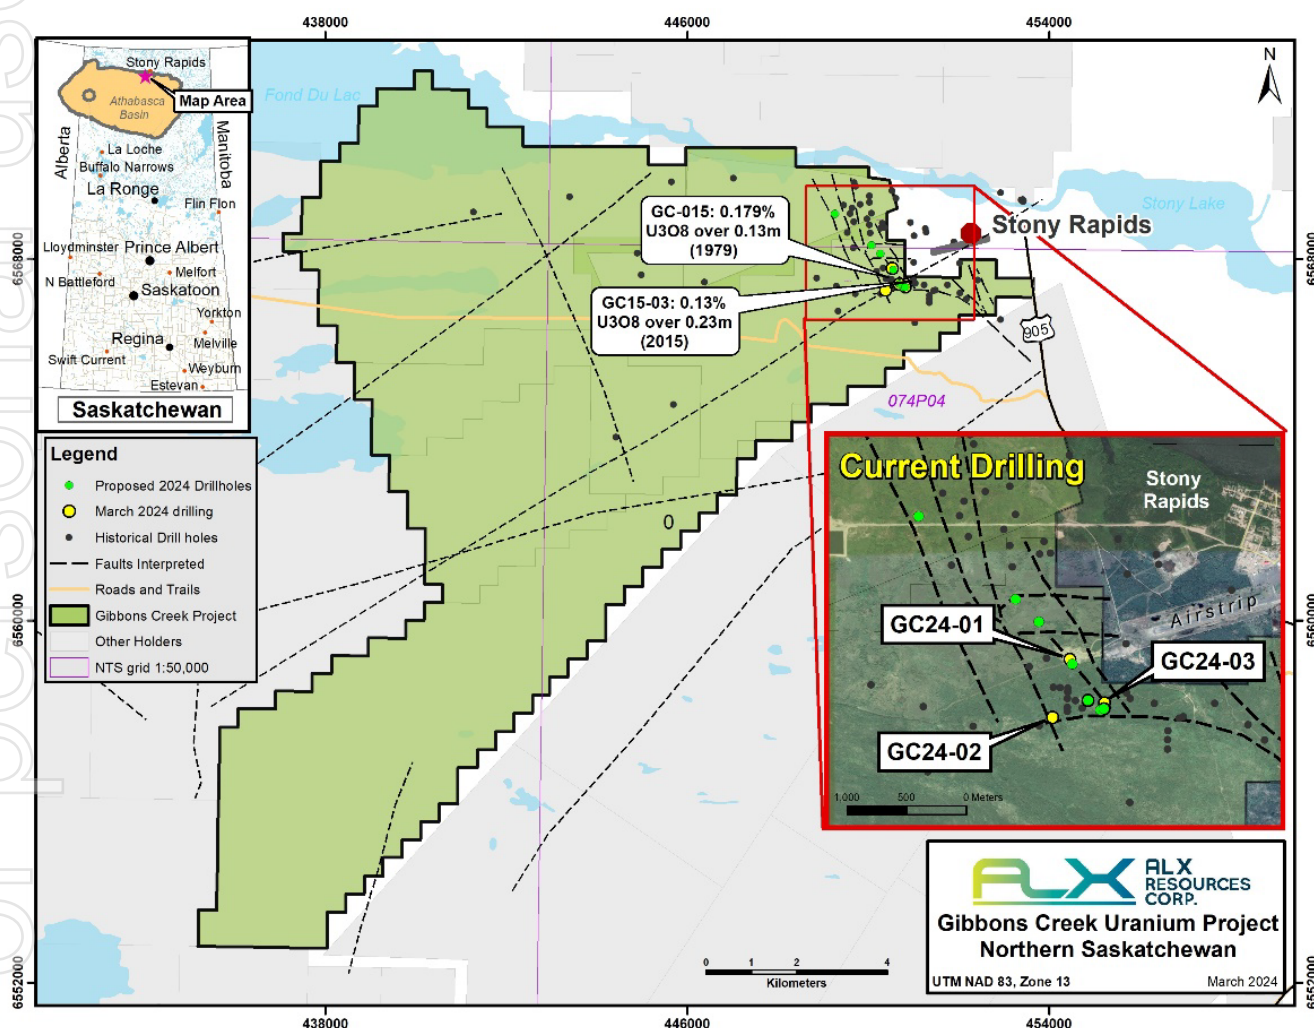 438000
446000
454000
Stony Rapids
Athabasca
Basin
Map Area
Alberta
Manitoba
La Loche
Buffalo Narrows
La Ronge
Flin Flon
Lloydminster
Prince Albert
N Battleford
Melfort
Saskatoon
Yorkton
Regina
Melville
Swift Current
Weyburn
Estevan
Saskatchewan
Fond Du Lac
N
Stony Lake
GC-015: 0.179%
U3O8 over 0.13m
(1979)
Stony Rapids
6568000
6568000
GC15-03: 0.13%
U3O8 over 0.23m
(2015)
905
074P04
Legend
Proposed 2024 Drillholes
March 2024 drilling
Historical Drill holes
Faults Interpreted
Roads and Trails
Gibbons Creek Project
Other Holders
NTS grid 1:50,000
0
Current Drilling
Stony
Rapids
Airstrip
GC24-01
GC24-03
GC24-02
1,000 500 0 Meters
6560000
6560000
ALX
ALX
RESOURCES
CORP.
Gibbons Creek Uranium Project
Northern Saskatchewan
UTM NAD 83, Zone 13
March 2024
0 1 2 4
Kilometers
6552000
6552000
438000
446000
454000